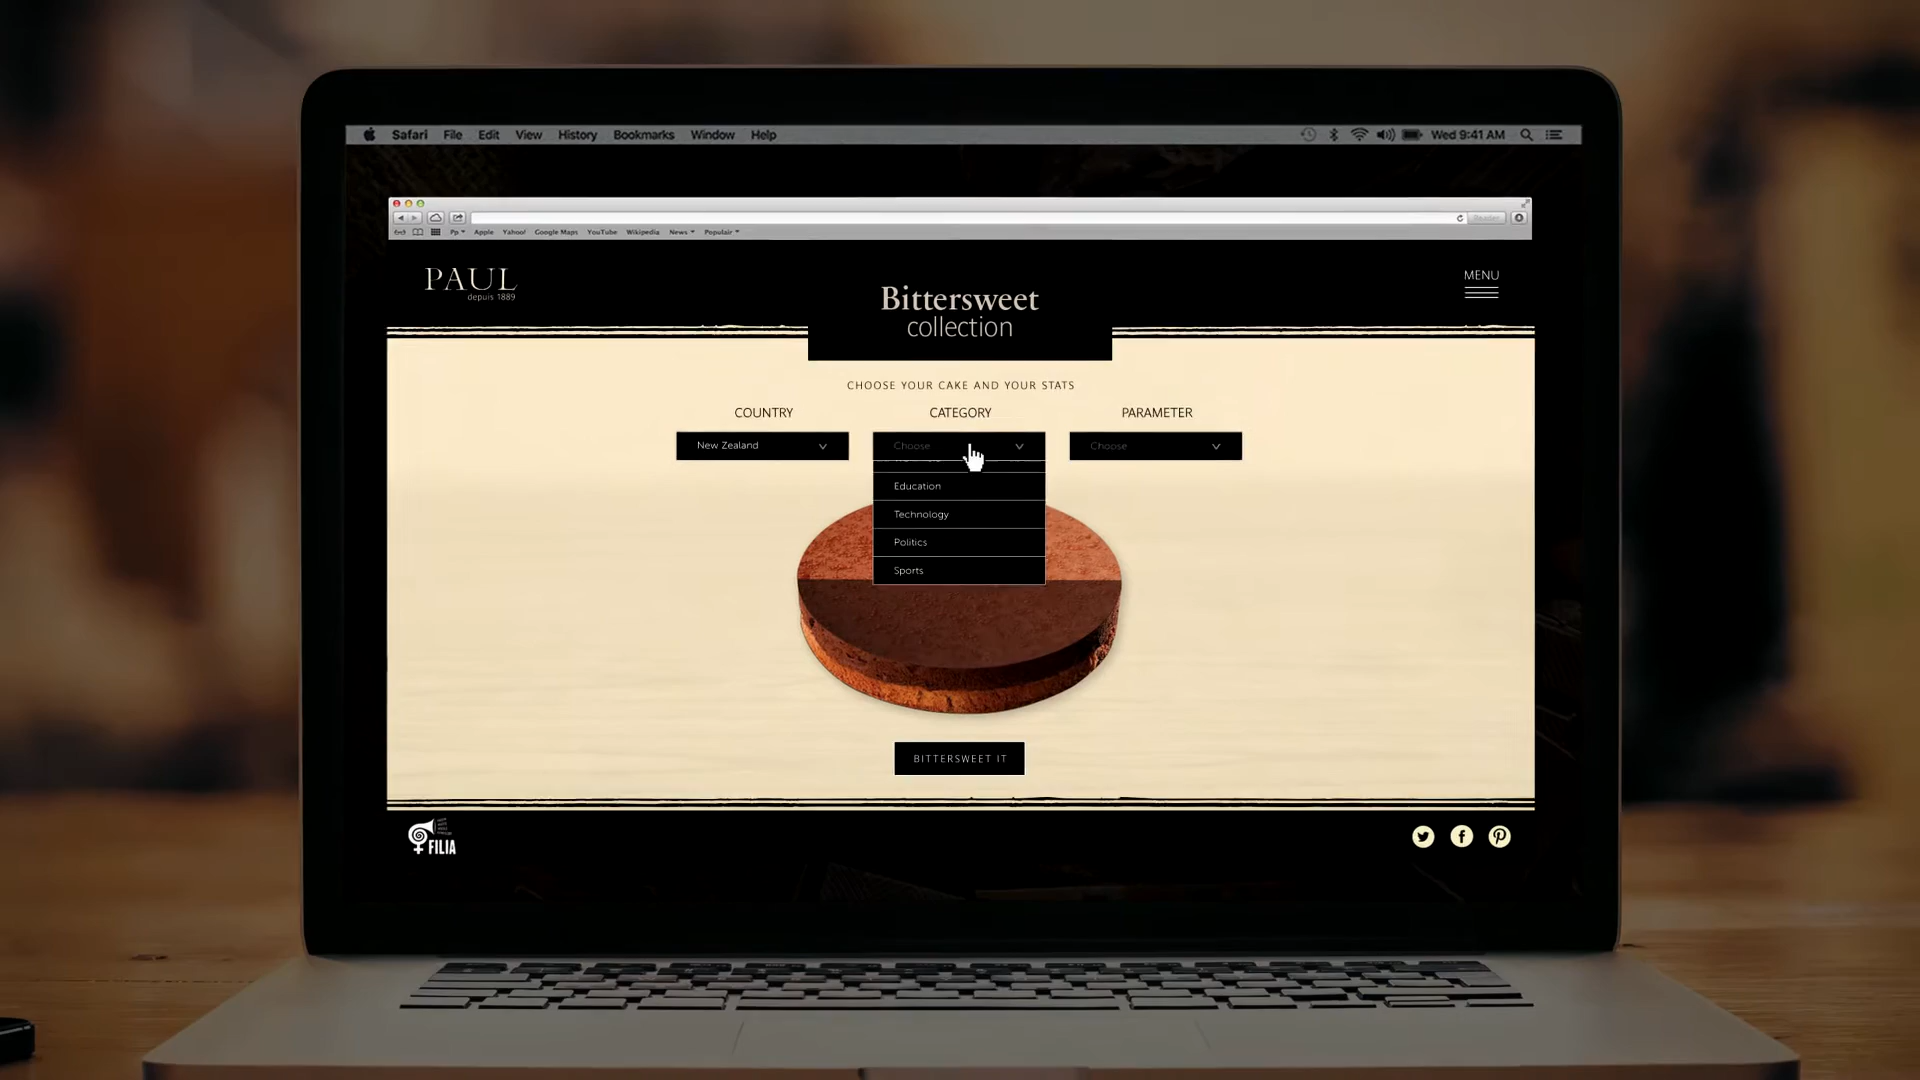 Safari File Edit View History Bookmarks Window Help Wed 9:41 AM
Reader
Apple Yahoo! Google Maps YouTube Wikipedia News Populair
PAUL
depuis 1889
MENU
Bittersweet
collection
CHOOSE YOUR CAKE AND YOUR STATS
COUNTRY CATEGORY PARAMETER
New Zealand Choose Choose
Education
Technology
Politics
Sports
BITTERSWEET IT
FILIA